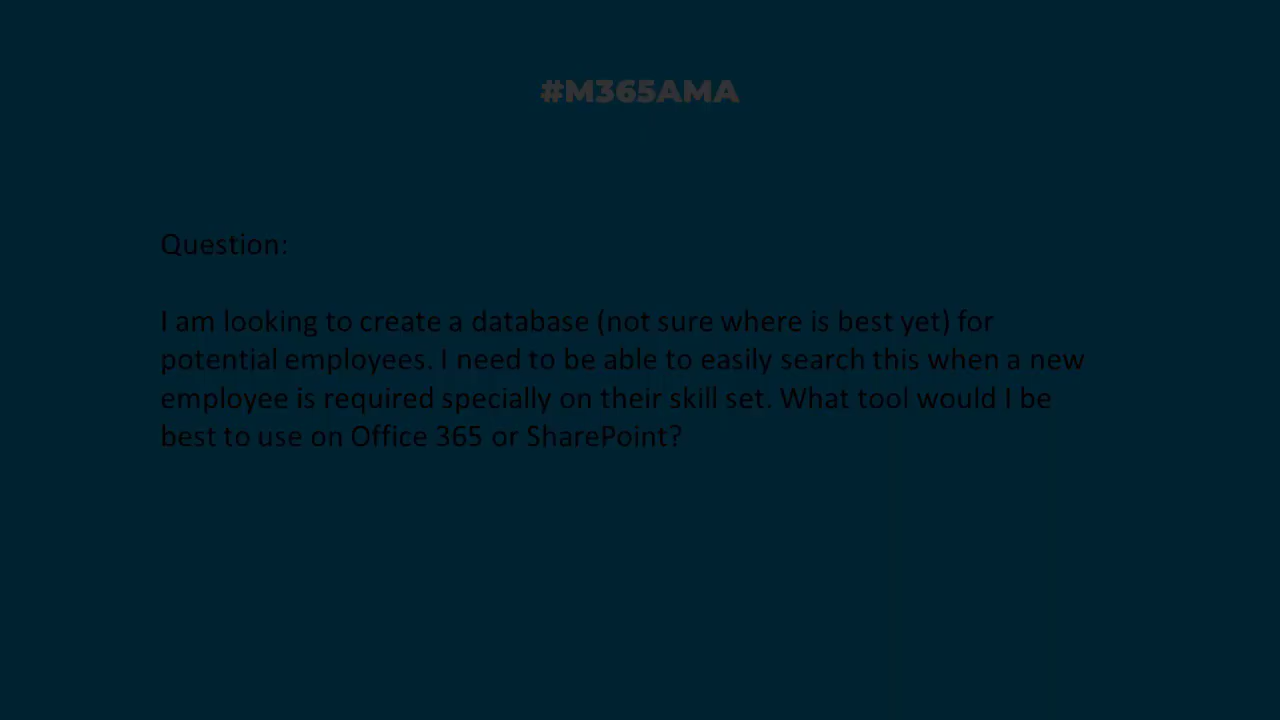 #M365AMA
Question:
I am looking to create a database (not sure where is best yet) for
potential employees. I need to be able to easily search this when a new
employee is required specially on their skill set. What tool would I be
best to use on Office 365 or SharePoint?